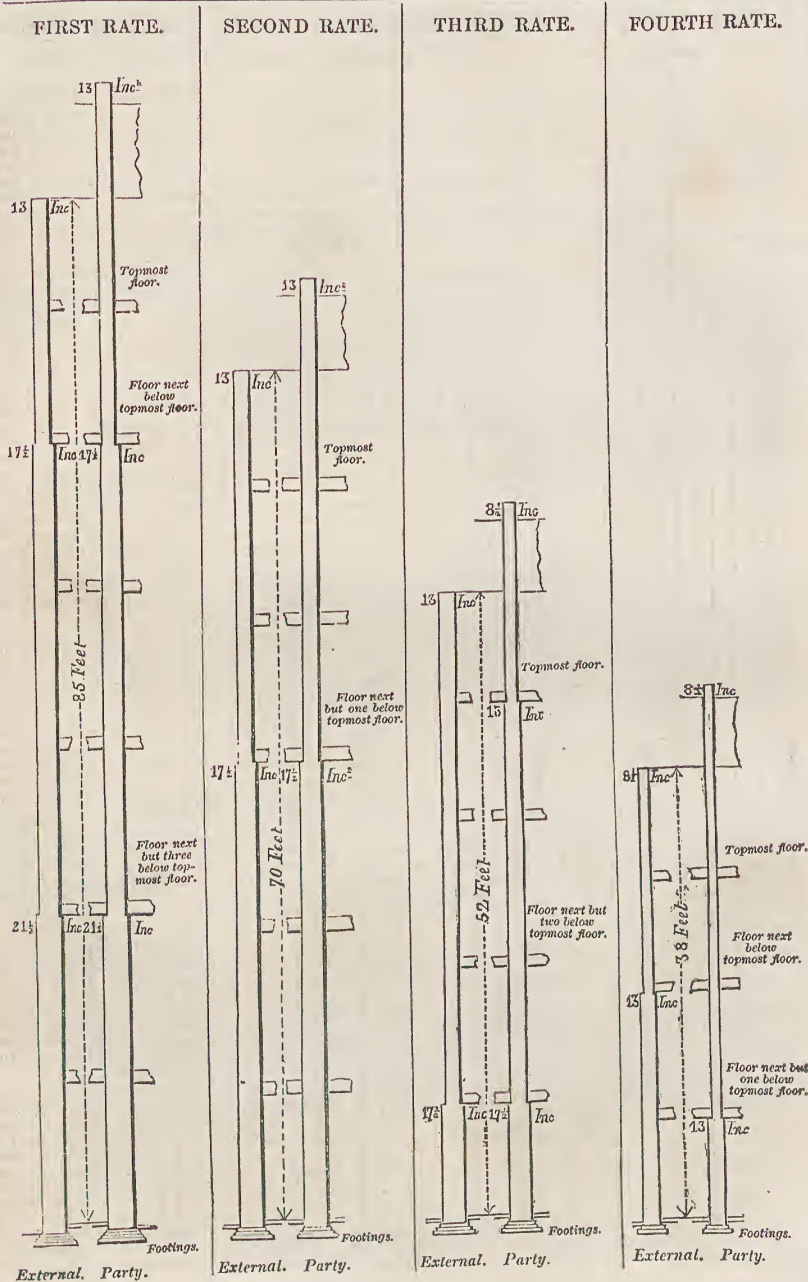 FIRST RATE.
13 Inch
13 Inc
Topmost
floor.
Floor next
below
topmost floor.
17½ Inc 17½ Inc
85 Feet
Floor next
but three
below top-
most floor.
21½ Inc 21½ Inc
Footings.
External. Party.
SECOND RATE.
13 Incs
13 Inc
Topmost
floor.
Floor next
but one below
topmost floor.
17½ Inc 17½ Incs
70 Feet
Footings.
External. Party.
THIRD RATE.
8½ Inc
13 Inc
Topmost floor.
13 Inc
52 Feet
Floor next but
two below
topmost floor.
17½ Inc 17½ Inc
Footings.
External. Party.
FOURTH RATE.
8½ Inc
8½ Inc
Topmost floor.
38 Feet
Floor next
below
topmost floor.
13 Inc
Floor next but
one below
topmost floor.
13 Inc
Footings.
External. Party.